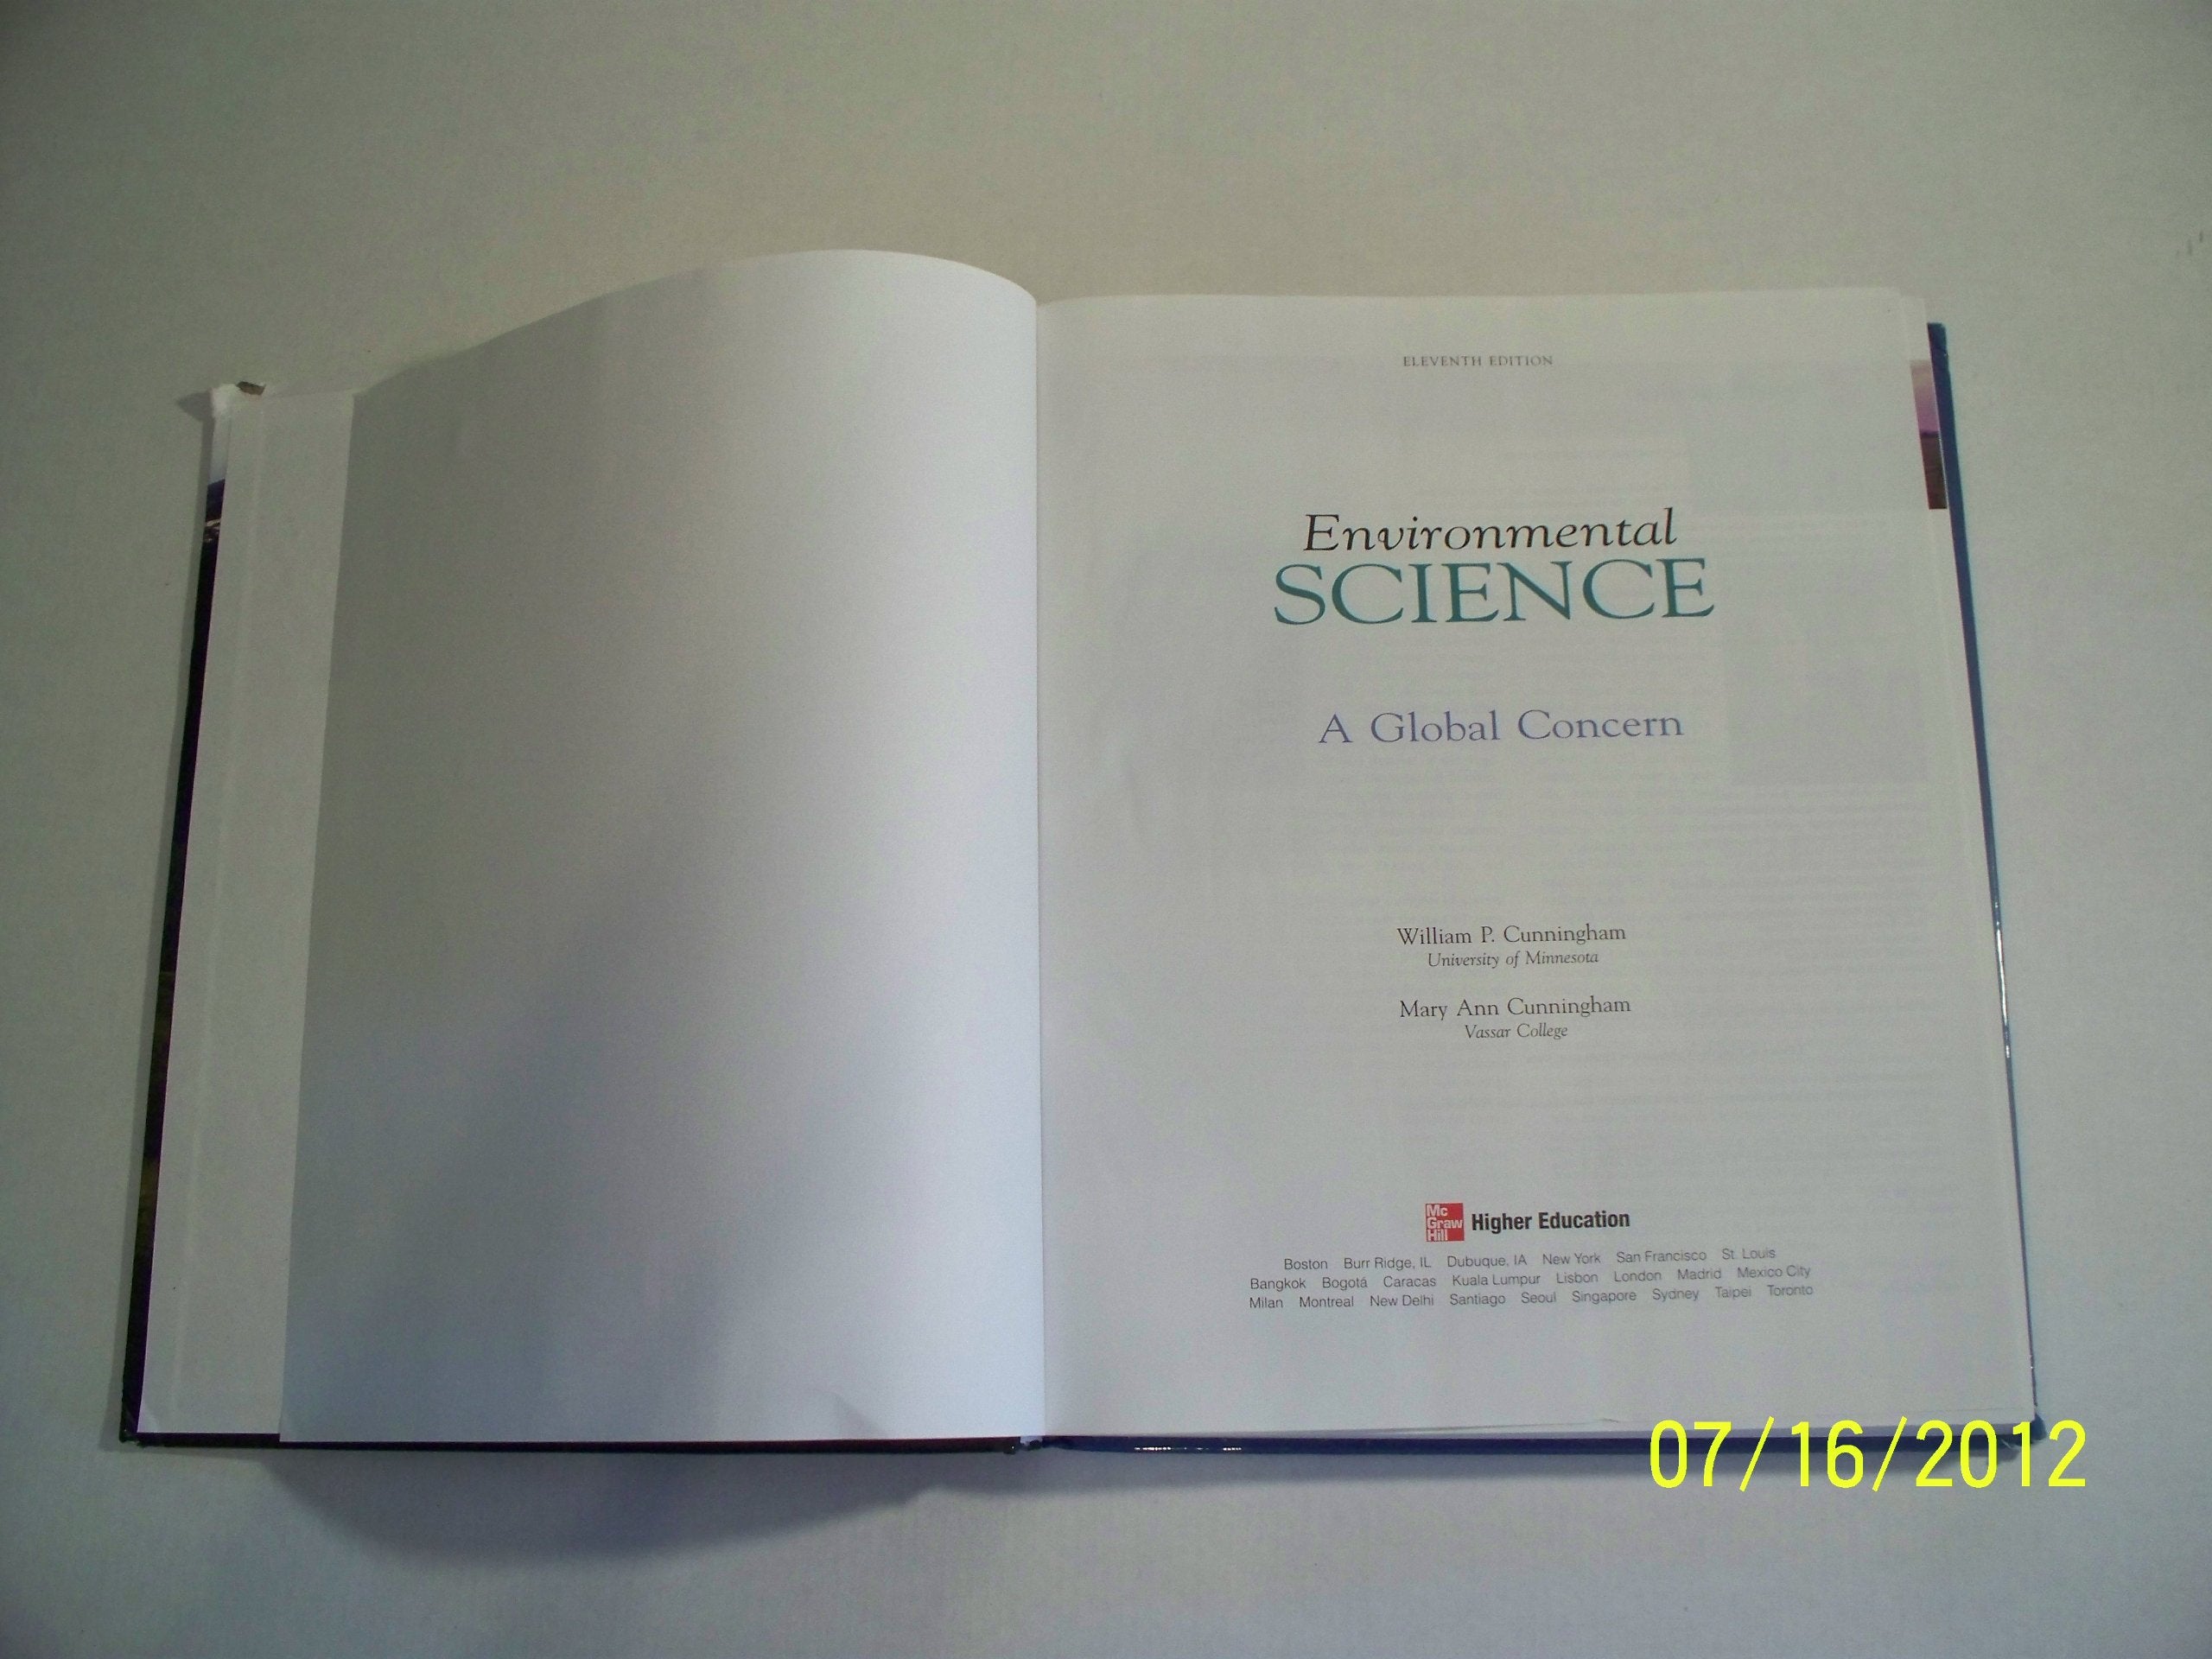 ELEVENTH EDITION
Environmental
SCIENCE
A Global Concern
William P. Cunningham
University of Minnesota
Mary Ann Cunningham
Vassar College
Mc
Graw
Hill
Higher Education
Boston Burr Ridge, IL Dubuque, IA New York San Francisco St. Louis
Bangkok Bogotá Caracas Kuala Lumpur Lisbon London Madrid Mexico City
Milan Montreal New Delhi Santiago Seoul Singapore Sydney Taipei Toronto
07/16/2012